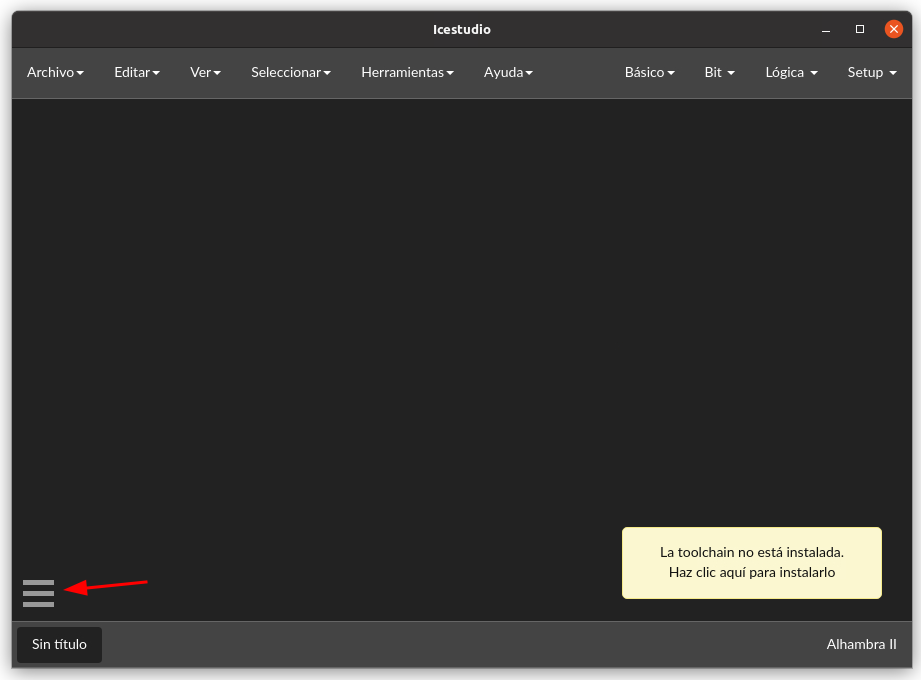 Icestudio
Archivo Editar Ver Seleccionar Herramientas Ayuda Básico Bit Lógica Setup
La toolchain no está instalada.
Haz clic aquí para instalarlo
Sin título Alhambra II